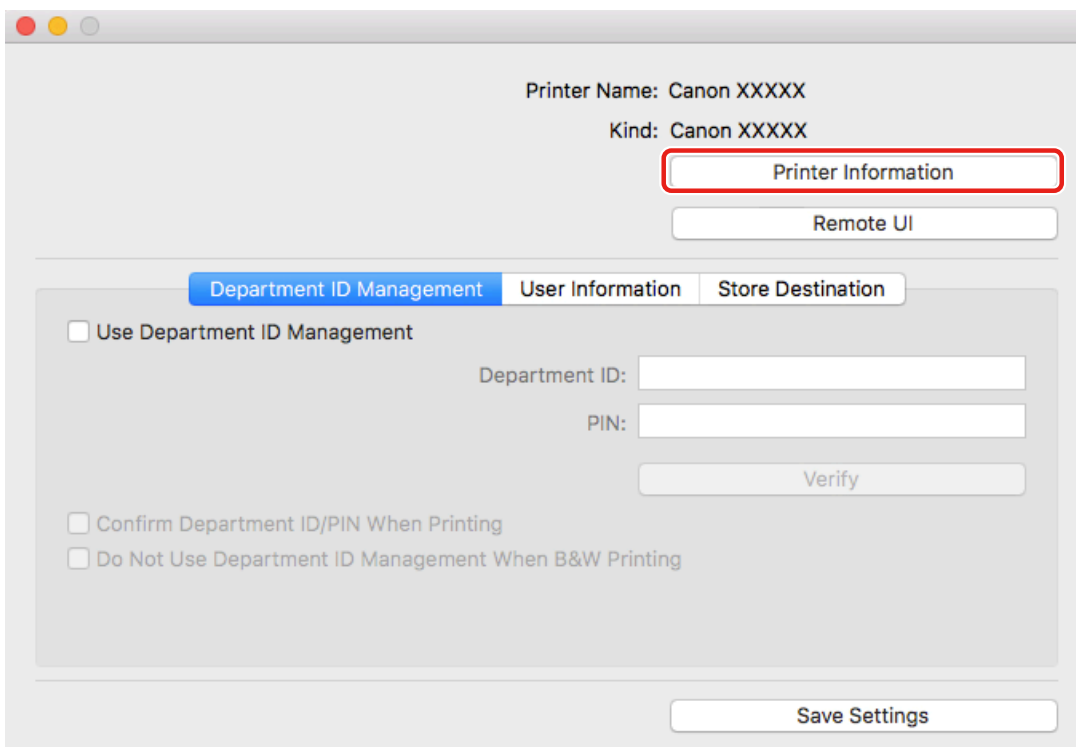 Printer Name: Canon XXXXX
Kind: Canon XXXXX
Printer Information
Remote UI
Department ID Management User Information Store Destination
Use Department ID Management
Department ID:
PIN:
Verify
Confirm Department ID/PIN When Printing
Do Not Use Department ID Management When B&W Printing
Save Settings